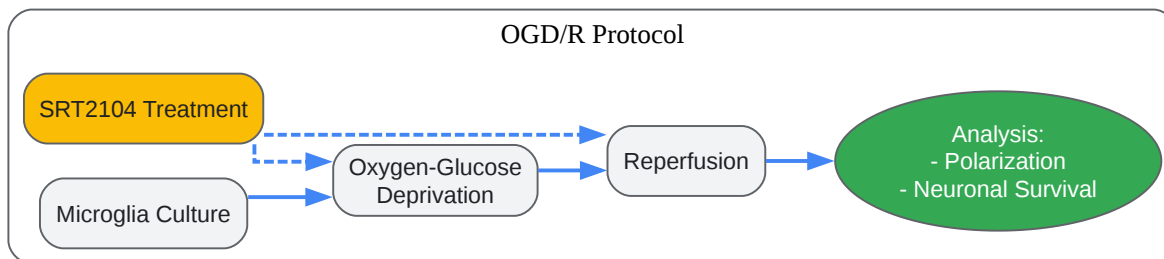 OGD/R Protocol
SRT2104 Treatment
Microglia Culture
Oxygen-Glucose
Deprivation
Reperfusion
Analysis:
- Polarization
- Neuronal Survival